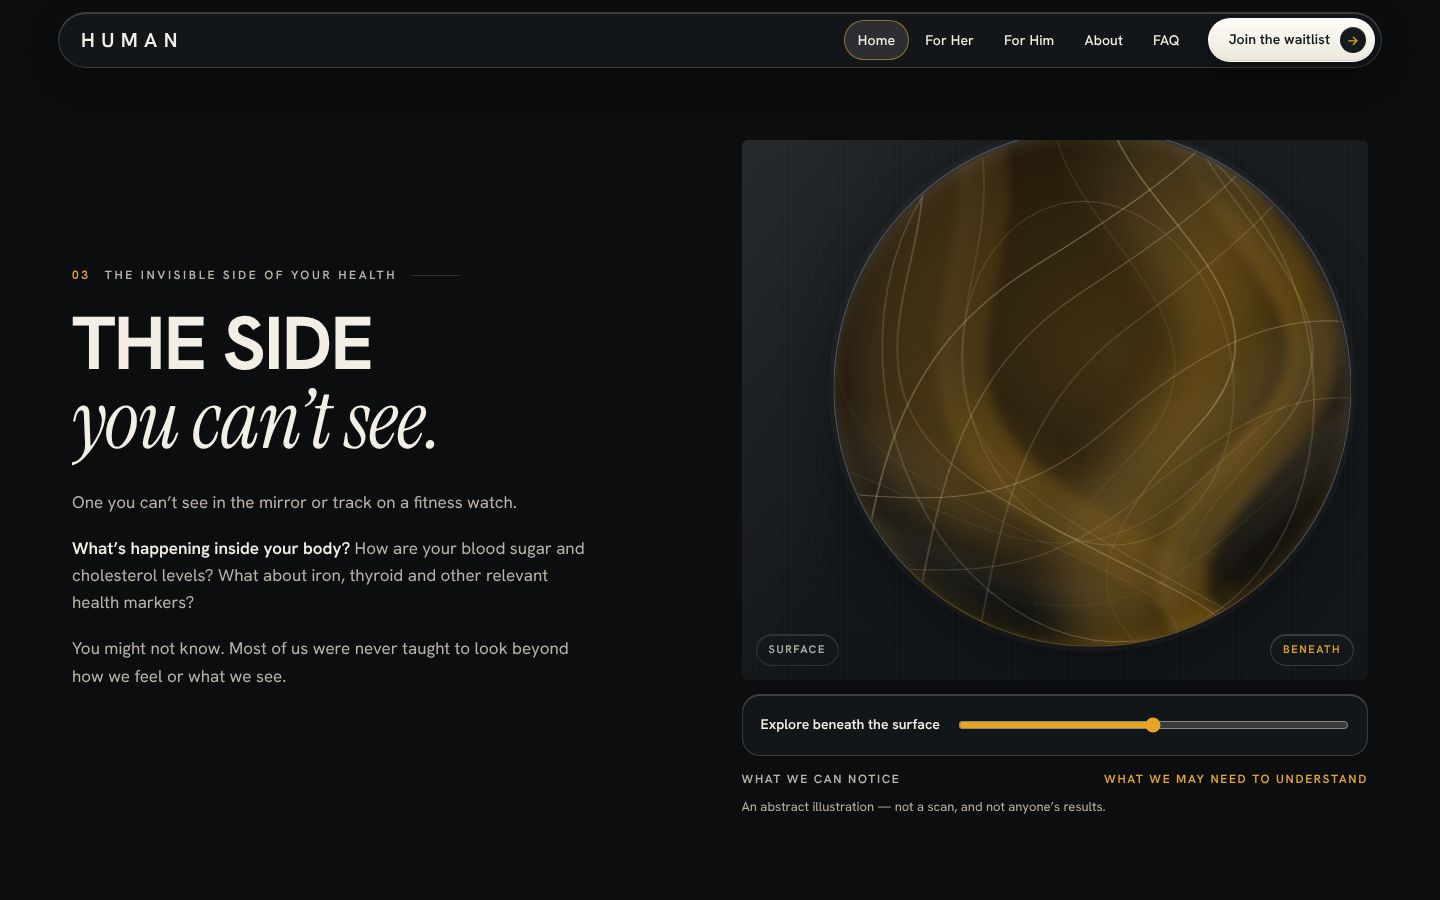 HUMAN
Home
For Her
For Him
About
FAQ
Join the waitlist →
03 THE INVISIBLE SIDE OF YOUR HEALTH
THE SIDE
you can’t see.
One you can’t see in the mirror or track on a fitness watch.
What’s happening inside your body? How are your blood sugar and
cholesterol levels? What about iron, thyroid and other relevant
health markers?
You might not know. Most of us were never taught to look beyond
how we feel or what we see.
SURFACE
BENEATH
Explore beneath the surface
WHAT WE CAN NOTICE
WHAT WE MAY NEED TO UNDERSTAND
An abstract illustration — not a scan, and not anyone’s results.